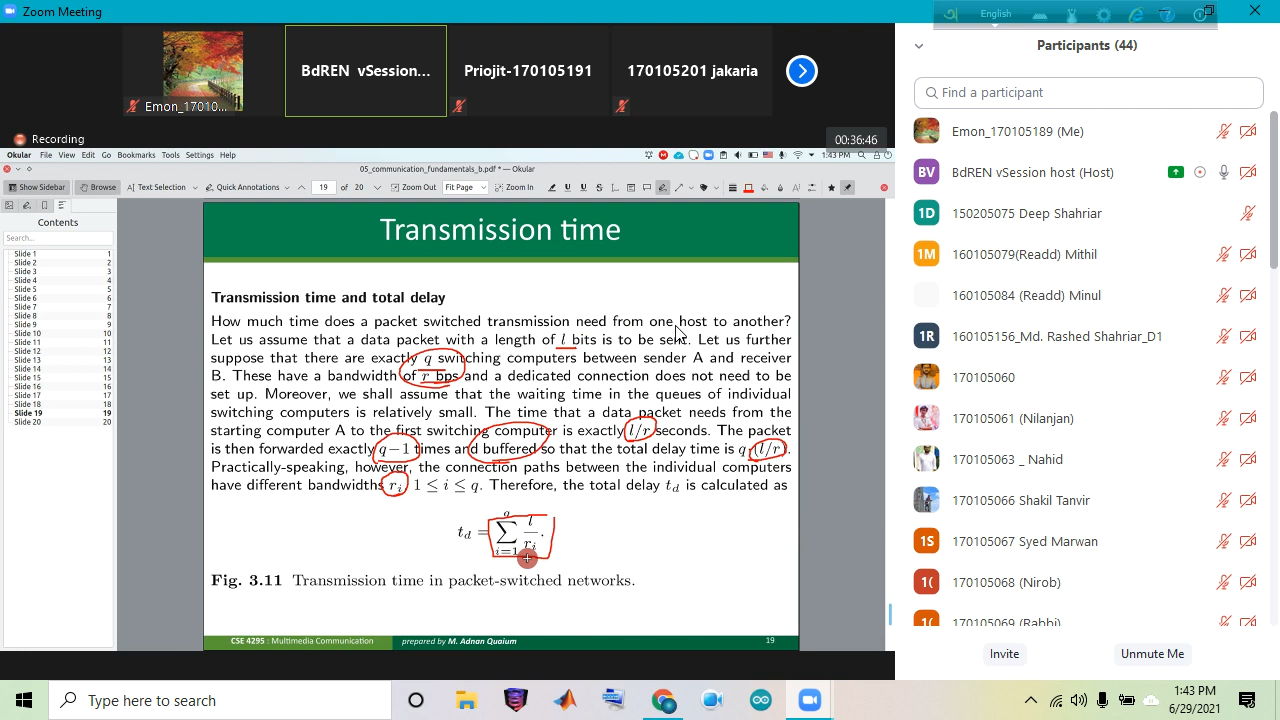 Zoom Meeting
English
Emon_17010...
BdREN vSession...
Priojit-170105191
170105201 jakaria
Recording
00:36:46
Okular File View Edit Go Bookmarks Tools Settings Help
1:43 PM
05_communication_fundamentals_b.pdf * — Okular
Show Sidebar Browse Text Selection Quick Annotations 19 of 20 Zoom Out Fit Page Zoom In
Contents
Search...
Slide 1 1
Slide 2 2
Slide 3 3
Slide 4 4
Slide 5 5
Slide 6 6
Slide 7 7
Slide 8 8
Slide 9 9
Slide 10 10
Slide 11 11
Slide 12 12
Slide 13 13
Slide 14 14
Slide 15 15
Slide 16 16
Slide 17 17
Slide 18 18
Slide 19 19
Slide 20 20
Transmission time
Transmission time and total delay
How much time does a packet switched transmission need from one host to another?
Let us assume that a data packet with a length of l bits is to be sent. Let us further
suppose that there are exactly q switching computers between sender A and receiver
B. These have a bandwidth of r bps and a dedicated connection does not need to be
set up. Moreover, we shall assume that the waiting time in the queues of individual
switching computers is relatively small. The time that a data packet needs from the
starting computer A to the first switching computer is exactly l/r seconds. The packet
is then forwarded exactly q−1 times and buffered so that the total delay time is q·(l/r).
Practically-speaking, however, the connection paths between the individual computers
have different bandwidths r_i, 1 ≤ i ≤ q. Therefore, the total delay t_d is calculated as
t_d = ∑_{i=1}^{q} l/r_i.
Fig. 3.11 Transmission time in packet-switched networks.
CSE 4295 : Multimedia Communication prepared by M. Adnan Quaium 19
Participants (44)
Find a participant
Emon_170105189 (Me)
BV BdREN vSession host (Host)
1D 150205075 Deep Shahriar
1M 160105079(Readd) Mithil
160105084 (Readd) Minul
1R 160105156_Md. Rashed Shahriar_D1
170105060
170105061 (Nilanjan)
170105063 _ Nahid
170105066 Shakil Tanvir
1S 170105067 Syed Marwan
1( 170105068 (Nirob)
1( 170105069 (Rabbi)
Invite Unmute Me
Type here to search
1:43 PM
6/29/2021